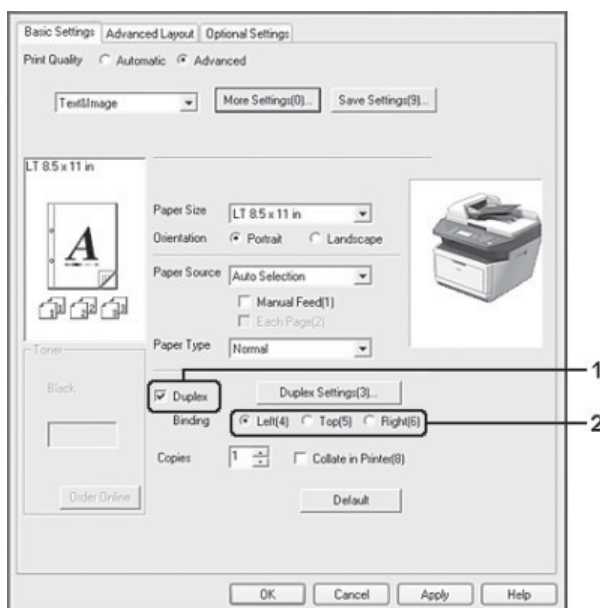 Basic Settings Advanced Layout Optional Settings
Print Quality Automatic Advanced
Text&Image More Settings(0)... Save Settings(9)...
LT 8.5 x 11 in
Paper Size LT 8.5 x 11 in
Orientation Portrait Landscape
A
Paper Source Auto Selection
Manual Feed(1)
Each Page(2)
Paper Type Normal
Toner
1
Black
Duplex Duplex Settings(3)...
Binding Left(4) Top(5) Right(6)
2
Copies 1 Collate in Printer(8)
Order Online
Default
OK Cancel Apply Help